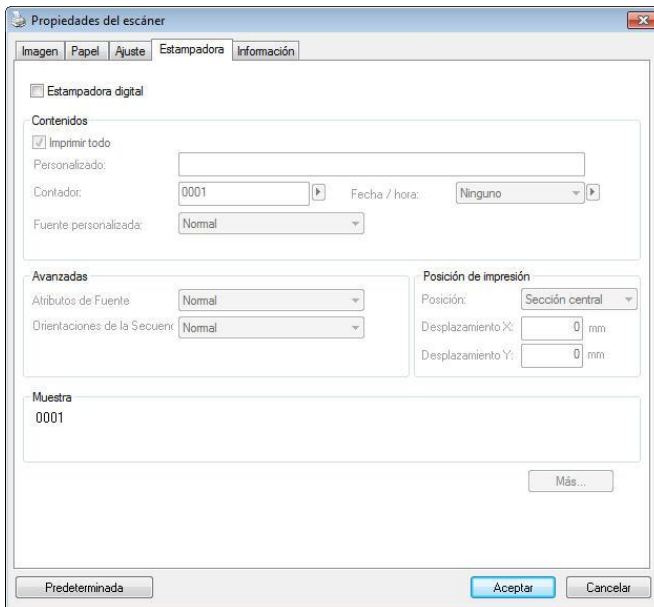 Propiedades del escáner
Imagen Papel Ajuste Estampadora Información
Estampadora digital
Contenidos
Imprimir todo
Personalizado:
Contador: 0001 Fecha / hora: Ninguno
Fuente personalizada: Normal
Avanzadas
Atributos de Fuente Normal
Orientaciones de la Secuenc Normal
Posición de impresión
Posición: Sección central
Desplazamiento X: 0 mm
Desplazamiento Y: 0 mm
Muestra
0001
Más...
Predeterminada Aceptar Cancelar